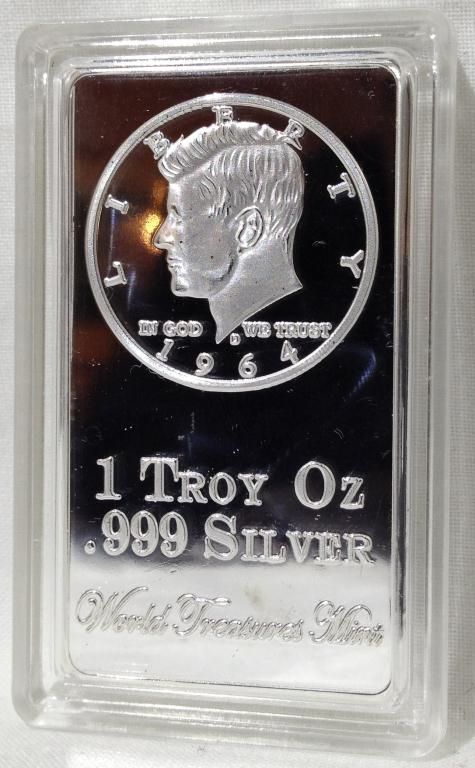 LIBERTY
IN GOD WE TRUST
D
1964
1 TROY OZ
.999 SILVER
World Treasures Mint